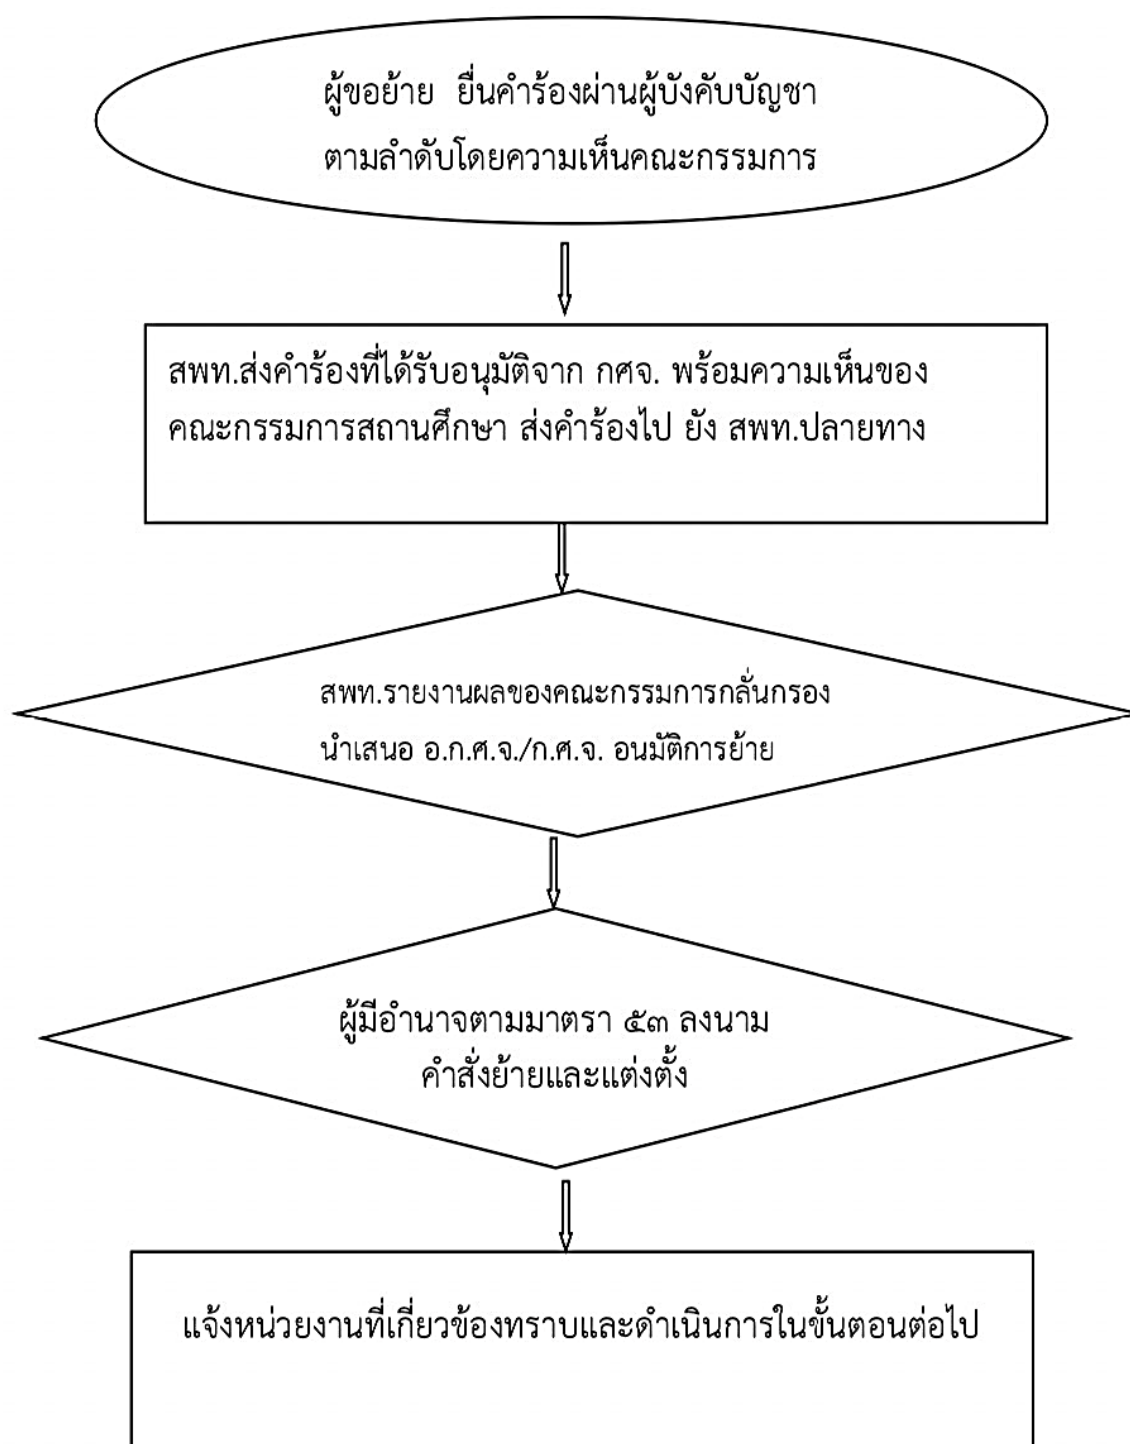 ผู้ขอย้าย ยื่นคำร้องผ่านผู้บังคับบัญชา
ตามลำดับโดยความเห็นคณะกรรมการ
สพท.ส่งคำร้องที่ได้รับอนุมัติจาก กศจ. พร้อมความเห็นของ
คณะกรรมการสถานศึกษา ส่งคำร้องไป ยัง สพท.ปลายทาง
สพท.รายงานผลของคณะกรรมการกลั่นกรอง
นำเสนอ อ.ก.ศ.จ./ก.ศ.จ. อนมัติการย้าย
ผู้มีอำนาจตามมาตรา ๕๓ ลงนาม
คำสั่งย้ายและแต่งตั้ง
แจ้งหน่วยงานที่เกี่ยวข้องทราบและดำเนินการในขั้นตอนต่อไป